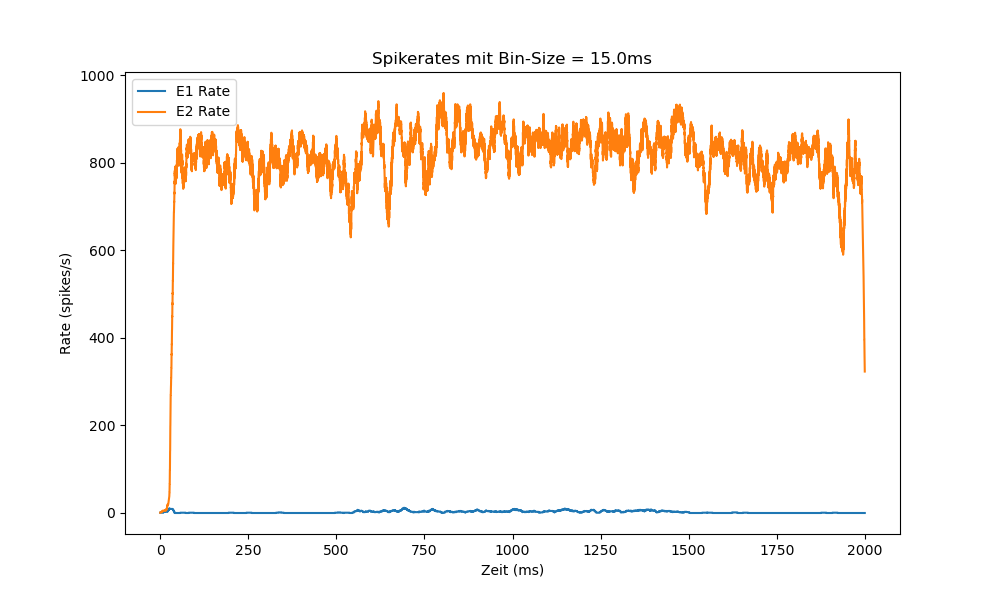 Spikerates mit Bin-Size = 15.0ms
E1 Rate
E2 Rate
Rate (spikes/s)
1000
800
600
400
200
0
0 250 500 750 1000 1250 1500 1750 2000
Zeit (ms)